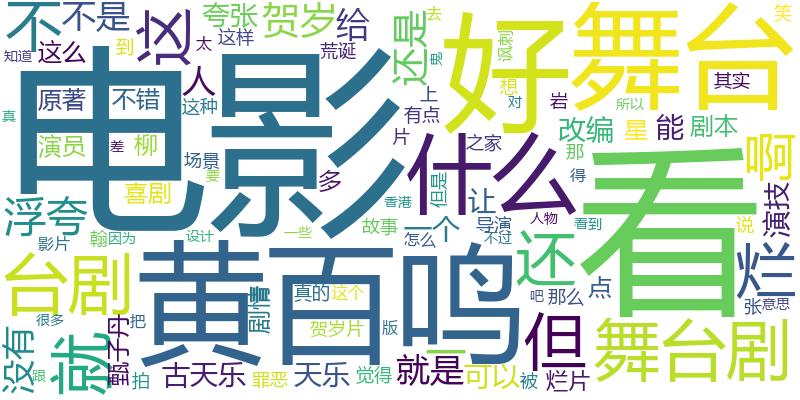 不 不是 这 夸张 贺岁 给 还是 去 好 舞台 笑
知道 这么 到 太 这样 荒诞 鬼 讽刺
电影 人 想 其实
原著 不错 这种 上 对 岩 所以
真 有点 片 什么 之家 改编 星 能 剧本 啊
演员 差 柳 场景 多 但是 那 看
喜剧 要 香港 让 得 演技
浮夸 故事 一个 导演 人物 看到 说
影片 翰 因为 设计 一些 怎么 不过 还 烂
台剧 黄百鸣 剧情 真的 这个 吧 那么 点 张 意思
没有 很多 就 甄子丹 把 贺岁片 版 一 但 舞台剧
跟 拍 古天乐 罪恶 天乐 觉得 就是 可以 被 烂片